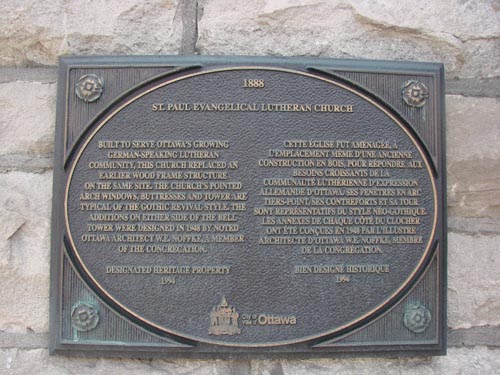 1888
ST. PAUL EVANGELICAL LUTHERAN CHURCH
BUILT TO SERVE OTTAWA'S GROWING
GERMAN-SPEAKING LUTHERAN
COMMUNITY, THIS CHURCH REPLACED AN
EARLIER WOOD FRAME STRUCTURE
ON THE SAME SITE. THE CHURCH'S POINTED
ARCH WINDOWS, BUTTRESSES AND TOWER ARE
TYPICAL OF THE GOTHIC REVIVAL STYLE. THE
ADDITIONS ON EITHER SIDE OF THE BELL
TOWER WERE DESIGNED IN 1948 BY NOTED
OTTAWA ARCHITECT W.E. NOFFKE, A MEMBER
OF THE CONGREGATION.
DESIGNATED HERITAGE PROPERTY
1994
CETTE ÉGLISE FUT AMÉNAGÉE, À
L'EMPLACEMENT MÊME D'UNE ANCIENNE
CONSTRUCTION EN BOIS, POUR RÉPONDRE AUX
BESOINS CROISSANTS DE LA
COMMUNAUTÉ LUTHÉRIENNE D'EXPRESSION
ALLEMANDE D'OTTAWA. SES FENÊTRES EN ARC
TIERS-POINT, SES CONTREFORTS ET SA TOUR
SONT REPRÉSENTATIFS DU STYLE NÉO-GOTHIQUE.
LES ANNEXES DE CHAQUE CÔTÉ DU CLOCHER
ONT ÉTÉ CONÇUES EN 1948 PAR L'ILLUSTRE
ARCHITECTE D'OTTAWA W.E. NOFFKE, MEMBRE
DE LA CONGRÉGATION.
BIEN DÉSIGNÉ HISTORIQUE
1994
City of Ottawa
Ville d'